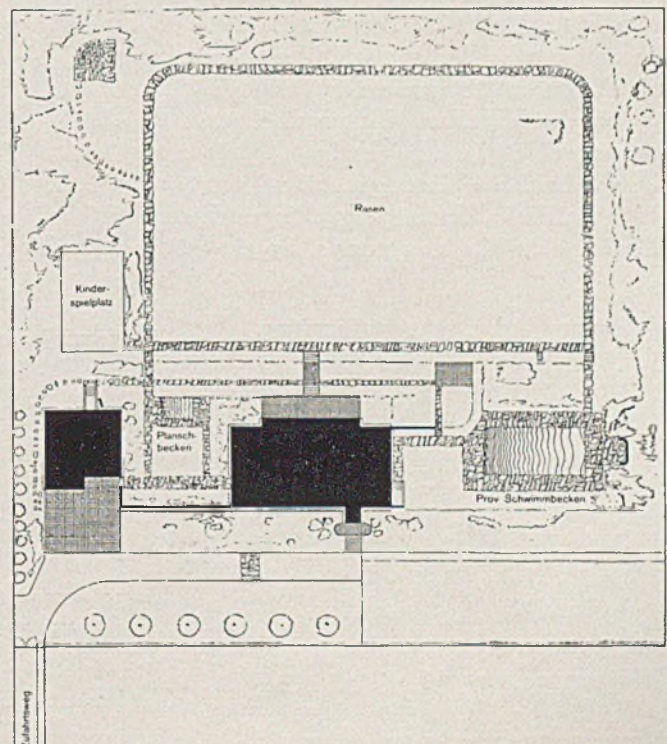 Rasen
Kinder-
spielplatz
Plansch-
becken
Prov. Schwimmbecken
Zufahrtsweg